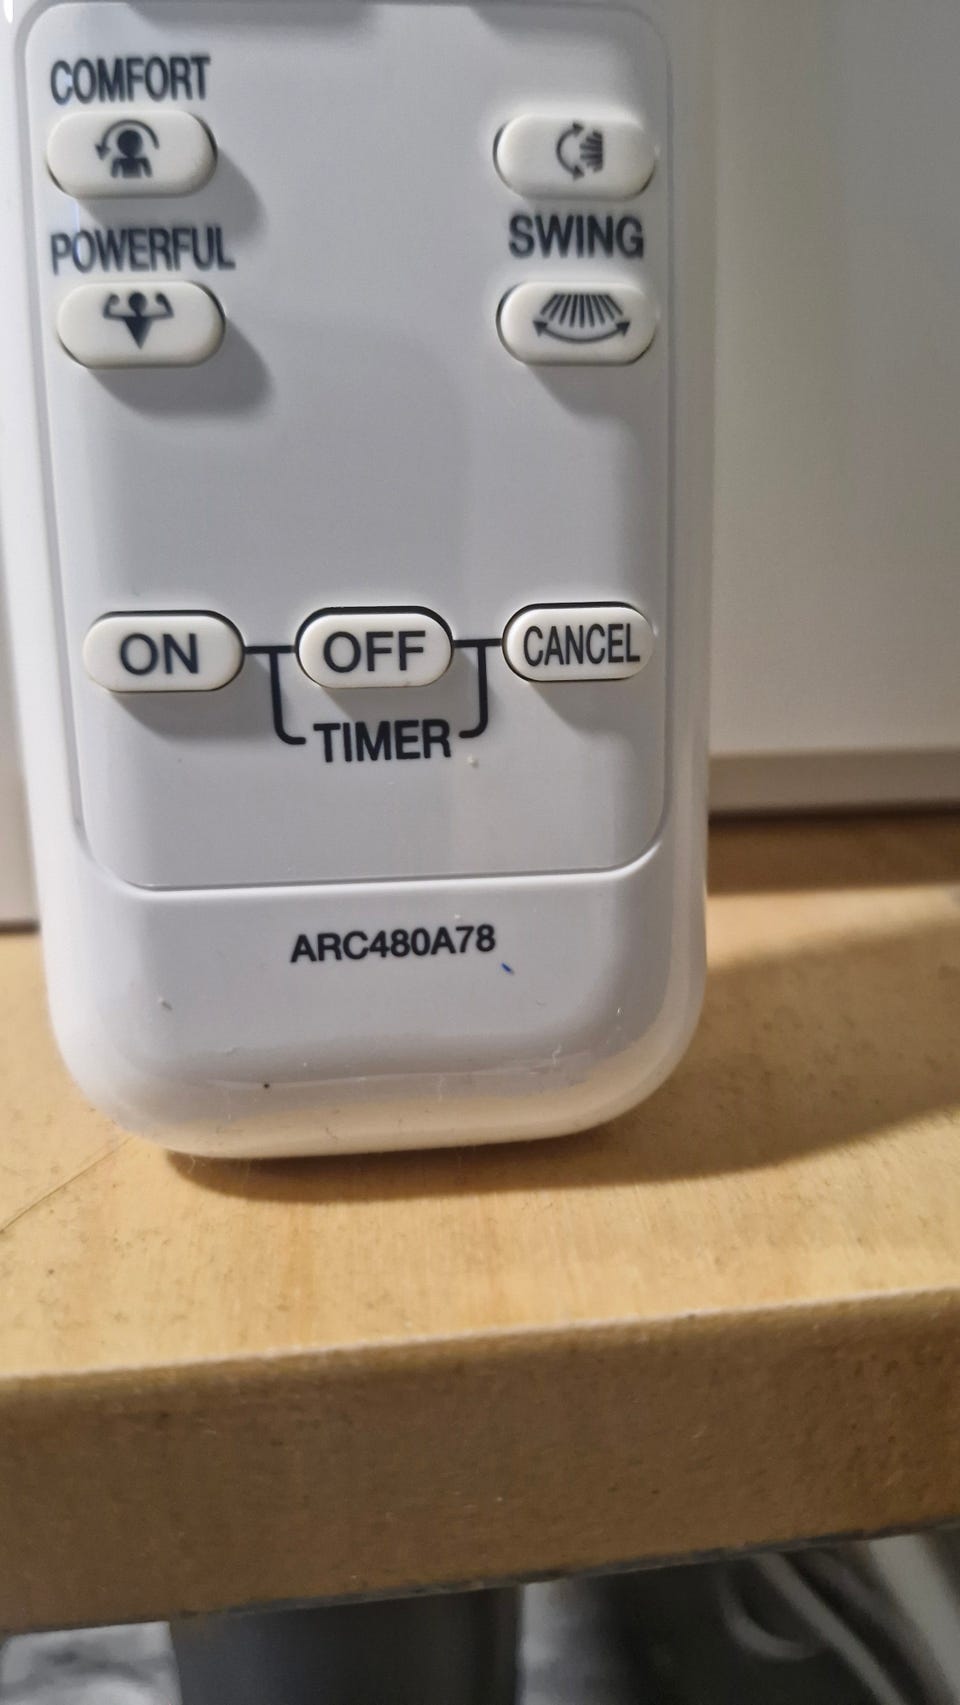 COMFORT
POWERFUL
SWING
ON OFF CANCEL
TIMER
ARC480A78